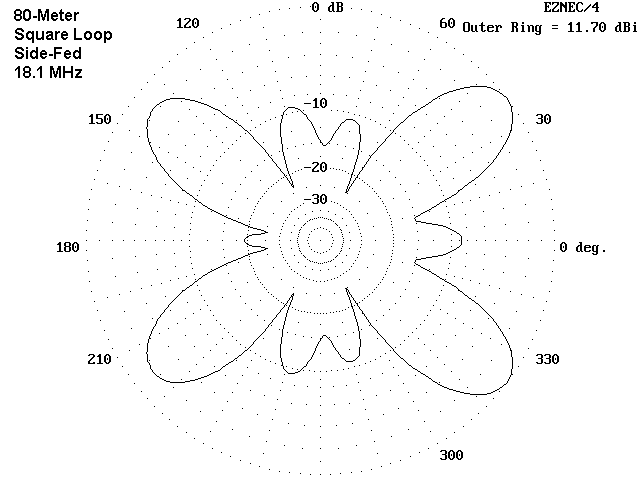 80-Meter
Square Loop
Side-Fed
18.1 MHz
0 dB
EZNEC/4
Outer Ring = 11.70 dBi
120
60
-10
150
30
-20
-30
180
0 deg.
210
330
300